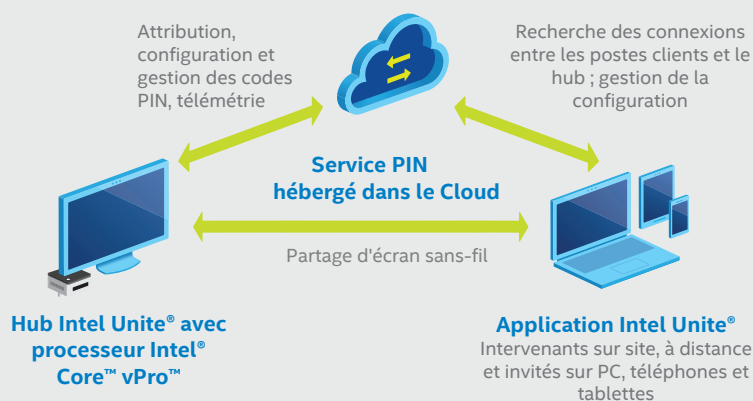 Attribution,
configuration et
gestion des codes
PIN, télémétrie
Recherche des connexions
entre les postes clients et le
hub ; gestion de la
configuration
Service PIN
hébergé dans le Cloud
Partage d'écran sans-fil
Hub Intel Unite® avec
processeur Intel®
Core™ vPro™
Application Intel Unite®
Intervenants sur site, à distance
et invités sur PC, téléphones et
tablettes